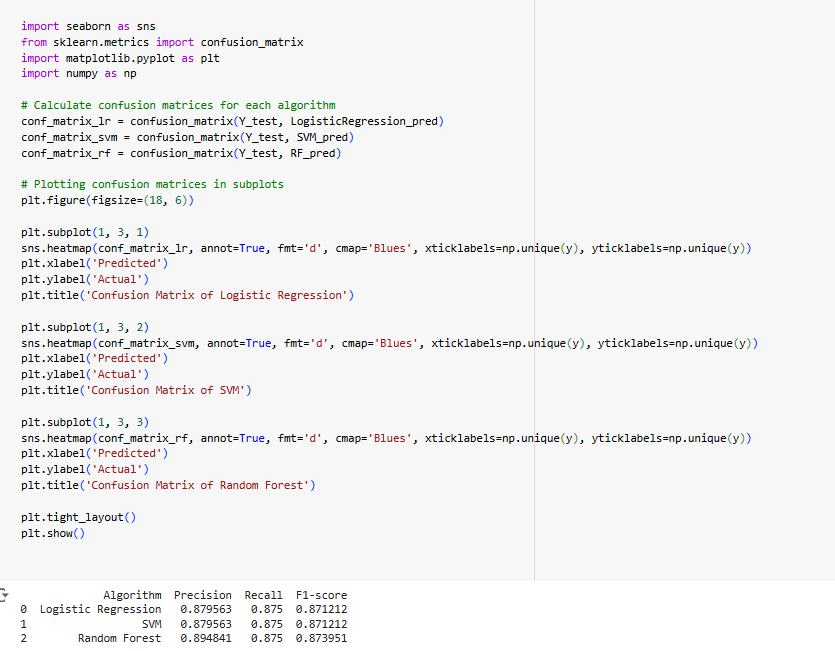 import seaborn as sns
from sklearn.metrics import confusion_matrix
import matplotlib.pyplot as plt
import numpy as np
# Calculate confusion matrices for each algorithm
conf_matrix_lr = confusion_matrix(Y_test, LogisticRegression_pred)
conf_matrix_svm = confusion_matrix(Y_test, SVM_pred)
conf_matrix_rf = confusion_matrix(Y_test, RF_pred)
# Plotting confusion matrices in subplots
plt.figure(figsize=(18, 6))
plt.subplot(1, 3, 1)
sns.heatmap(conf_matrix_lr, annot=True, fmt='d', cmap='Blues', xticklabels=np.unique(y), yticklabels=np.unique(y))
plt.xlabel('Predicted')
plt.ylabel('Actual')
plt.title('Confusion Matrix of Logistic Regression')
plt.subplot(1, 3, 2)
sns.heatmap(conf_matrix_svm, annot=True, fmt='d', cmap='Blues', xticklabels=np.unique(y), yticklabels=np.unique(y))
plt.xlabel('Predicted')
plt.ylabel('Actual')
plt.title('Confusion Matrix of SVM')
plt.subplot(1, 3, 3)
sns.heatmap(conf_matrix_rf, annot=True, fmt='d', cmap='Blues', xticklabels=np.unique(y), yticklabels=np.unique(y))
plt.xlabel('Predicted')
plt.ylabel('Actual')
plt.title('Confusion Matrix of Random Forest')
plt.tight_layout()
plt.show()
Algorithm Precision Recall F1-score
0 Logistic Regression 0.879563 0.875 0.871212
1 SVM 0.879563 0.875 0.871212
2 Random Forest 0.894841 0.875 0.873951